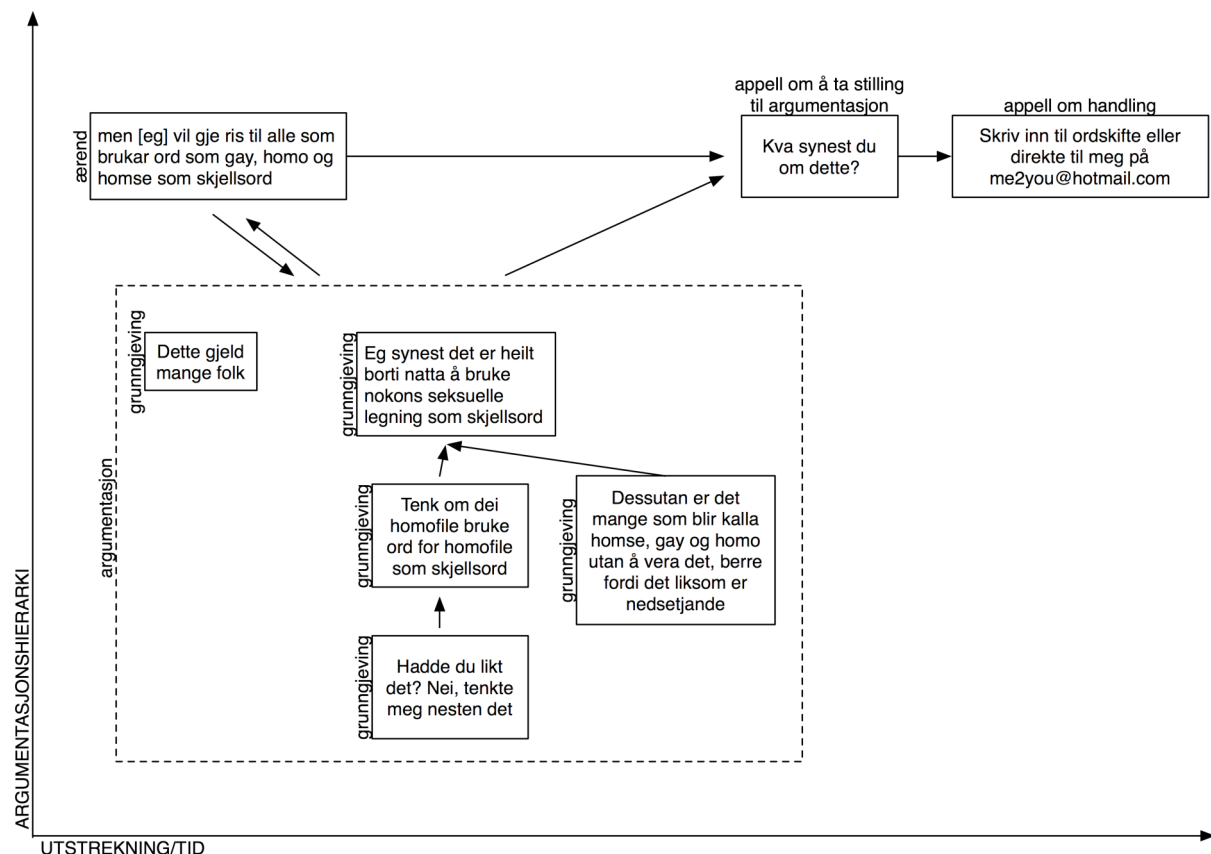 appell om å ta stilling
til argumentasjon
appell om handling
ærend
men [eg] vil gje ris til alle som
brukar ord som gay, homo og
homse som skjellsord
Kva synest du
om dette?
Skriv inn til ordskifte eller
direkte til meg på
me2you@hotmail.com
argumentasjon
grunngjeving
Dette gjeld
mange folk
grunngjeving
Eg synest det er heilt
borti natta å bruke
nokons seksuelle
legning som skjellsord
grunngjeving
Tenk om dei
homofile bruke
ord for homofile
som skjellsord
grunngjeving
Dessutan er det
mange som blir kalla
homse, gay og homo
utan å vera det, berre
fordi det liksom er
nedsetjande
grunngjeving
Hadde du likt
det? Nei, tenkte
meg nesten det
ARGUMENTASJONSHIERARKI
UTSTREKNING/TID